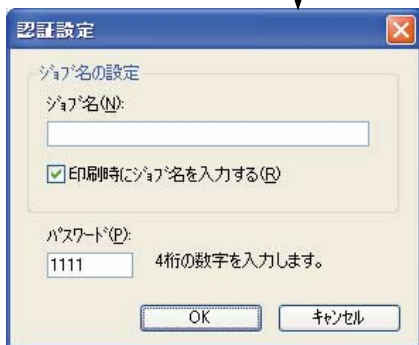 認証設定
ｼﾞｮﾌﾞ名の設定
ｼﾞｮﾌﾞ名(N):
印刷時にｼﾞｮﾌﾞ名を入力する(R)
ﾊﾟｽﾜｰﾄﾞ(P):
1111 4桁の数字を入力します。
OK ｷｬﾝｾﾙ